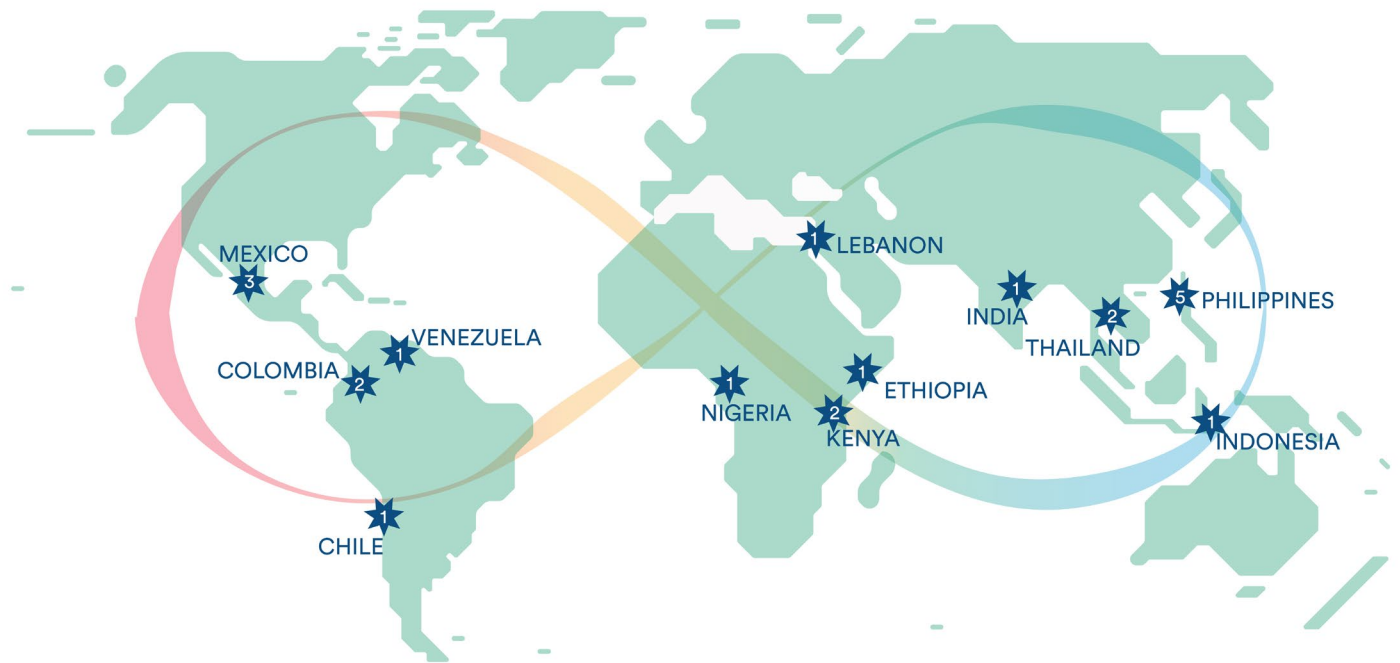 MEXICO
3
VENEZUELA
1
COLOMBIA
2
CHILE
1
LEBANON
1
NIGERIA
1
ETHIOPIA
1
KENYA
2
INDIA
1
THAILAND
2
PHILIPPINES
5
INDONESIA
1